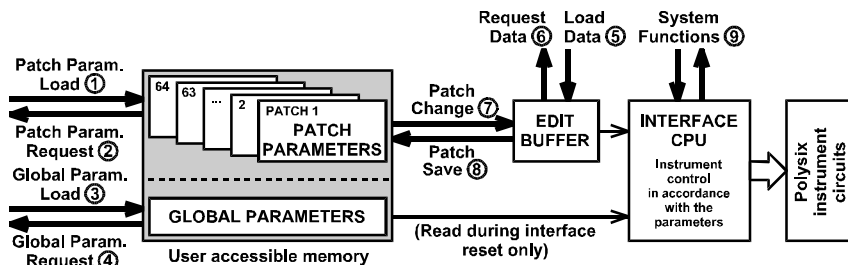 Patch Param.
Load ①
Patch Param.
Request ②
Global Param.
Load ③
Global Param.
Request ④
64
63
...
2
PATCH 1
PATCH
PARAMETERS
GLOBAL PARAMETERS
User accessible memory
Patch
Change ⑦
Patch
Save ⑧
(Read during interface
reset only)
Request
Data ⑥
Load
Data ⑤
EDIT
BUFFER
System
Functions ⑨
INTERFACE
CPU
Instrument
control
in accordance
with the
parameters
Polysix
instrument
circuits